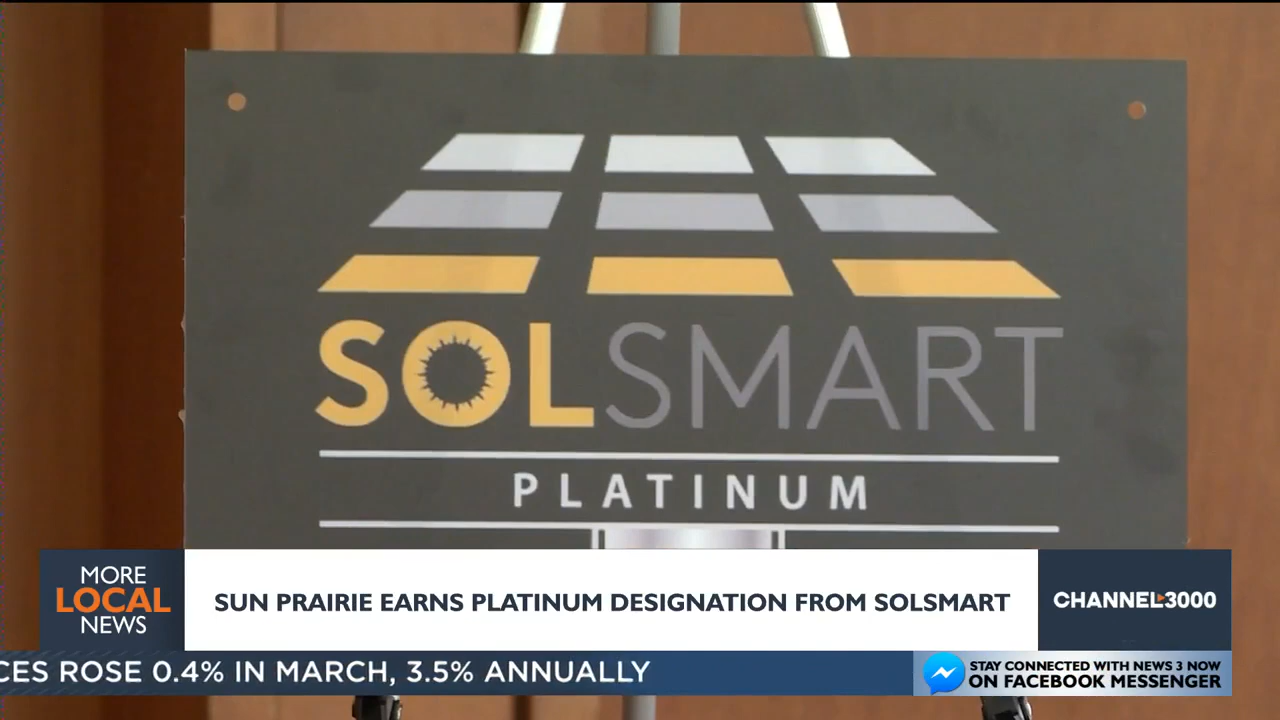 SOLSMART
PLATINUM
MORE
LOCAL
NEWS
SUN PRAIRIE EARNS PLATINUM DESIGNATION FROM SOLSMART
CHANNEL3000
CES ROSE 0.4% IN MARCH, 3.5% ANNUALLY
STAY CONNECTED WITH NEWS 3 NOW
ON FACEBOOK MESSENGER